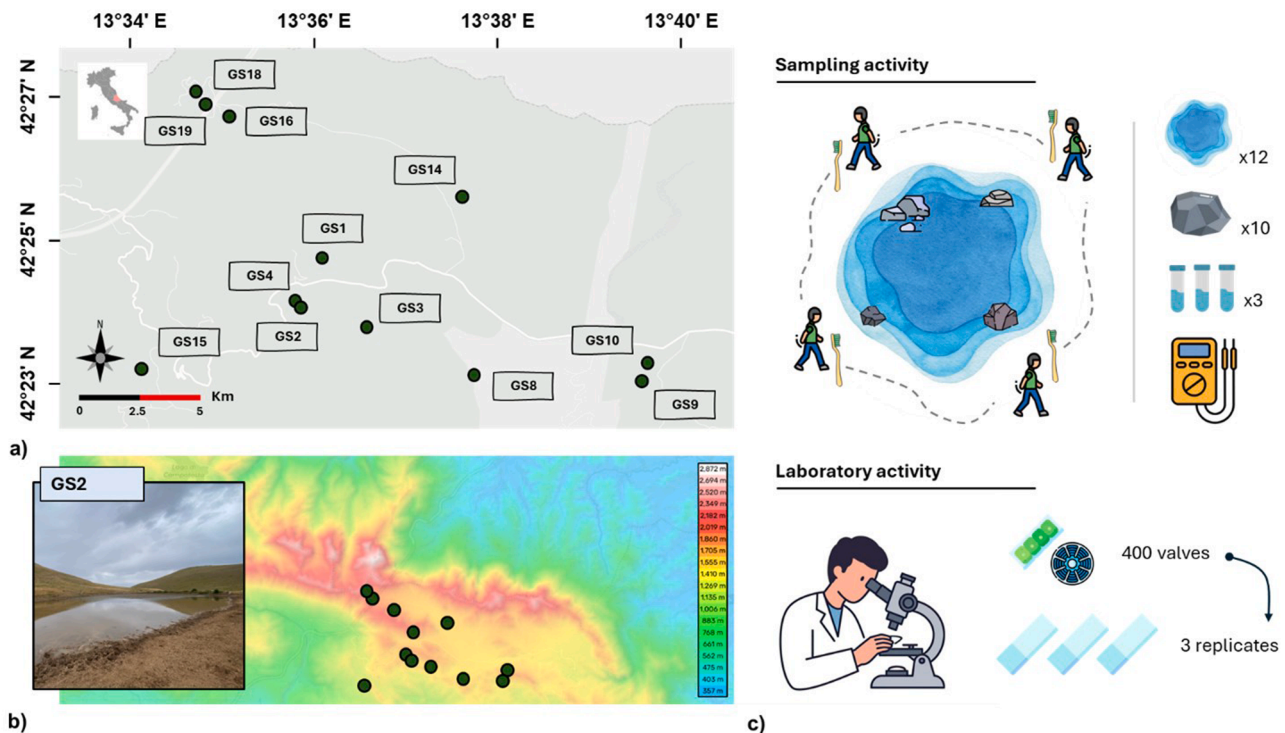 a)
13°34' E
13°36' E
13°38' E
13°40' E
42°27' N
42°25' N
42°23' N
GS18
GS19
GS16
GS14
GS1
GS4
GS3
GS2
GS15
GS10
GS8
GS9
N
0
2.5
5
Km
b)
GS2
2,872 m
2,694 m
2,520 m
2,349 m
2,182 m
2,019 m
1,860 m
1,705 m
1,555 m
1,410 m
1,269 m
1,135 m
1,006 m
883 m
768 m
661 m
562 m
475 m
403 m
357 m
c)
Sampling activity
x12
x10
x3
Laboratory activity
400 valves
3 replicates